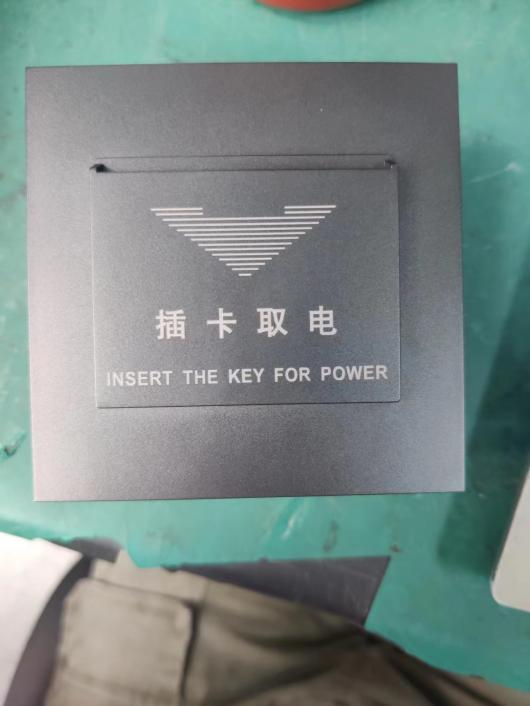 插卡取电
INSERT THE KEY FOR POWER